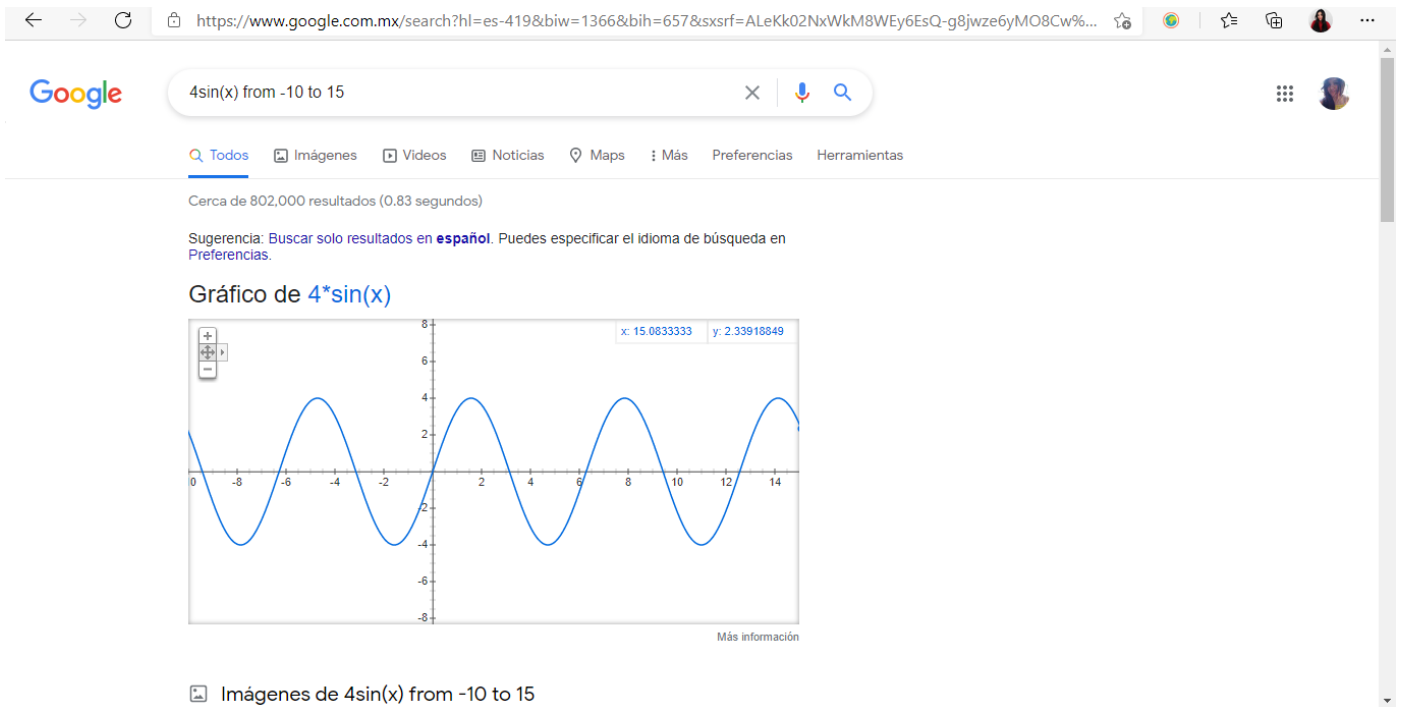 https://www.google.com.mx/search?hl=es-419&biw=1366&bih=657&sxsrf=ALeKk02NxWkM8WEy6EsQ-g8jwze6yMO8Cw%...
Google
4sin(x) from -10 to 15
Todos Imágenes Videos Noticias Maps Más Preferencias Herramientas
Cerca de 802,000 resultados (0.83 segundos)
Sugerencia: Buscar solo resultados en español. Puedes especificar el idioma de búsqueda en
Preferencias.
Gráfico de 4*sin(x)
x: 15.0833333 y: 2.33918849
8
6
4
2
0 -8 -6 -4 -2 2 4 6 8 10 12 14
-2
-4
-6
-8
Más información
Imágenes de 4sin(x) from -10 to 15